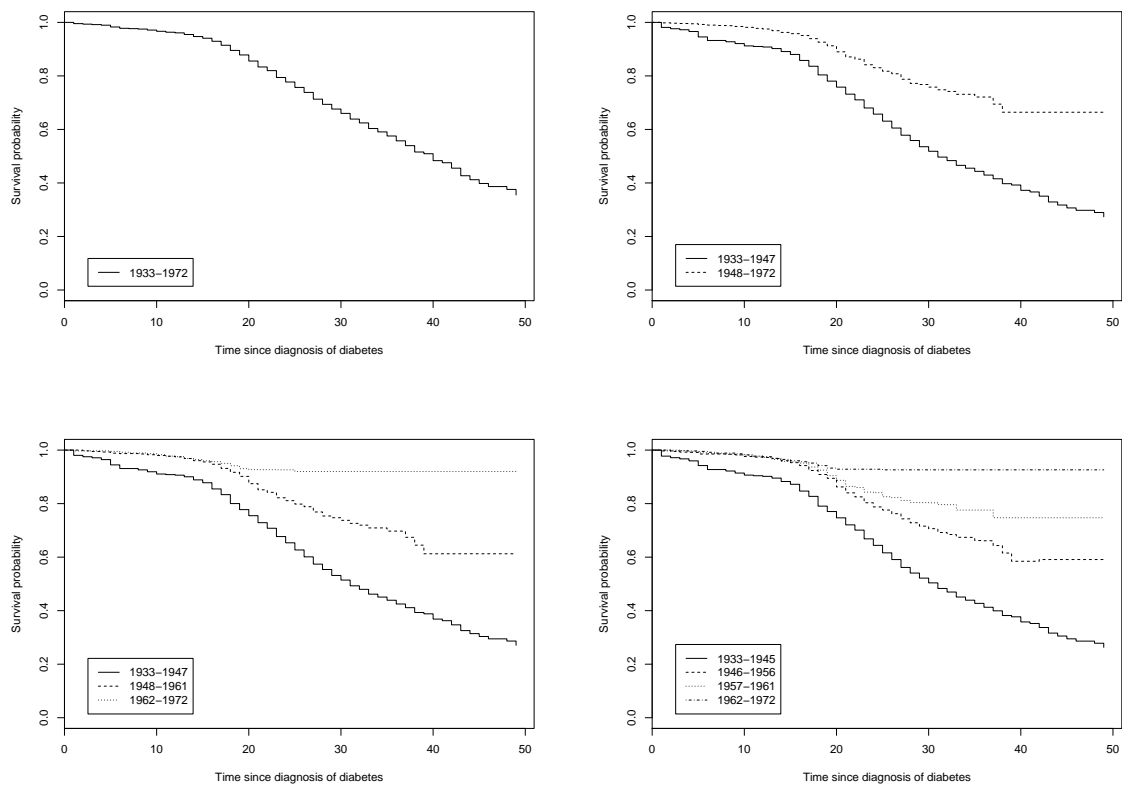 Survival probability
1.0
0.8
0.6
0.4
0.2
0.0
1933−1972
0 10 20 30 40 50
Time since diagnosis of diabetes
Survival probability
1.0
0.8
0.6
0.4
0.2
0.0
1933−1947
1948−1972
0 10 20 30 40 50
Time since diagnosis of diabetes
Survival probability
1.0
0.8
0.6
0.4
0.2
0.0
1933−1947
1948−1961
1962−1972
0 10 20 30 40 50
Time since diagnosis of diabetes
Survival probability
1.0
0.8
0.6
0.4
0.2
0.0
1933−1945
1946−1956
1957−1961
1962−1972
0 10 20 30 40 50
Time since diagnosis of diabetes